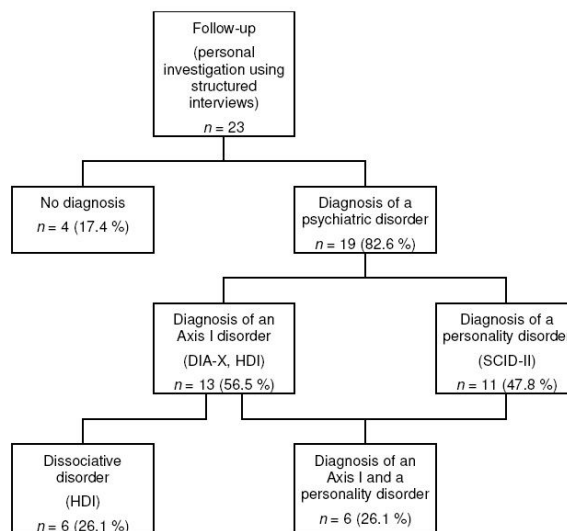 Follow-up
(personal
investigation using
structured
interviews)
n = 23
No diagnosis
n = 4 (17.4 %)
Diagnosis of a
psychiatric disorder
n = 19 (82.6 %)
Diagnosis of an
Axis I disorder
(DIA-X, HDI)
n = 13 (56.5 %)
Diagnosis of a
personality disorder
(SCID-II)
n = 11 (47.8 %)
Dissociative
disorder
(HDI)
n = 6 (26.1 %)
Diagnosis of an
Axis I and a
personality disorder
n = 6 (26.1 %)